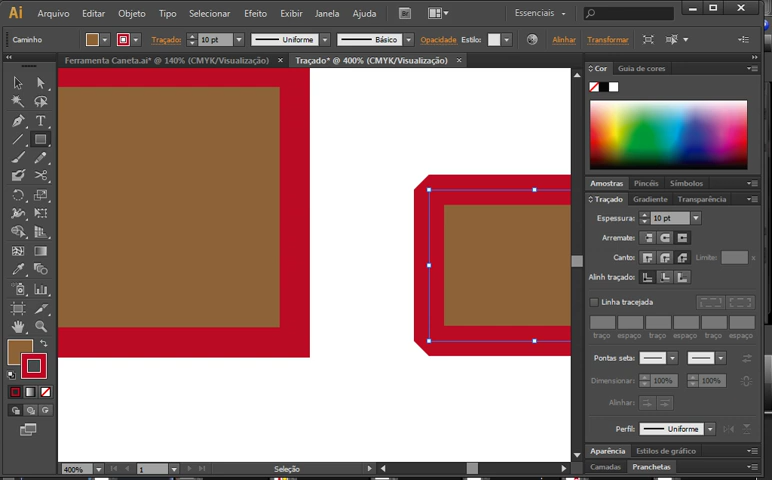 Ai Arquivo Editar Objeto Tipo Selecionar Efeito Exibir Janela Ajuda Br Essenciais
Caminho Traçado: 10 pt Uniforme Básico Opacidade Estilo: Alinhar Transformar
Ferramenta Caneta.ai* @ 140% (CMYK/Visualização) × Traçado* @ 400% (CMYK/Visualização) ×
Cor Guia de cores
Amostras Pincéis Símbolos
Traçado Gradiente Transparência
Espessura: 10 pt
Arremate:
Canto: Limite: x
Alinh traçado:
Linha tracejada
traço espaço traço espaço traço espaço
Pontas seta:
Dimensionar: 100% 100%
Alinhar:
Perfil: Uniforme
Aparência Estilos de gráfico
Camadas Pranchetas
400% 1 Seleção